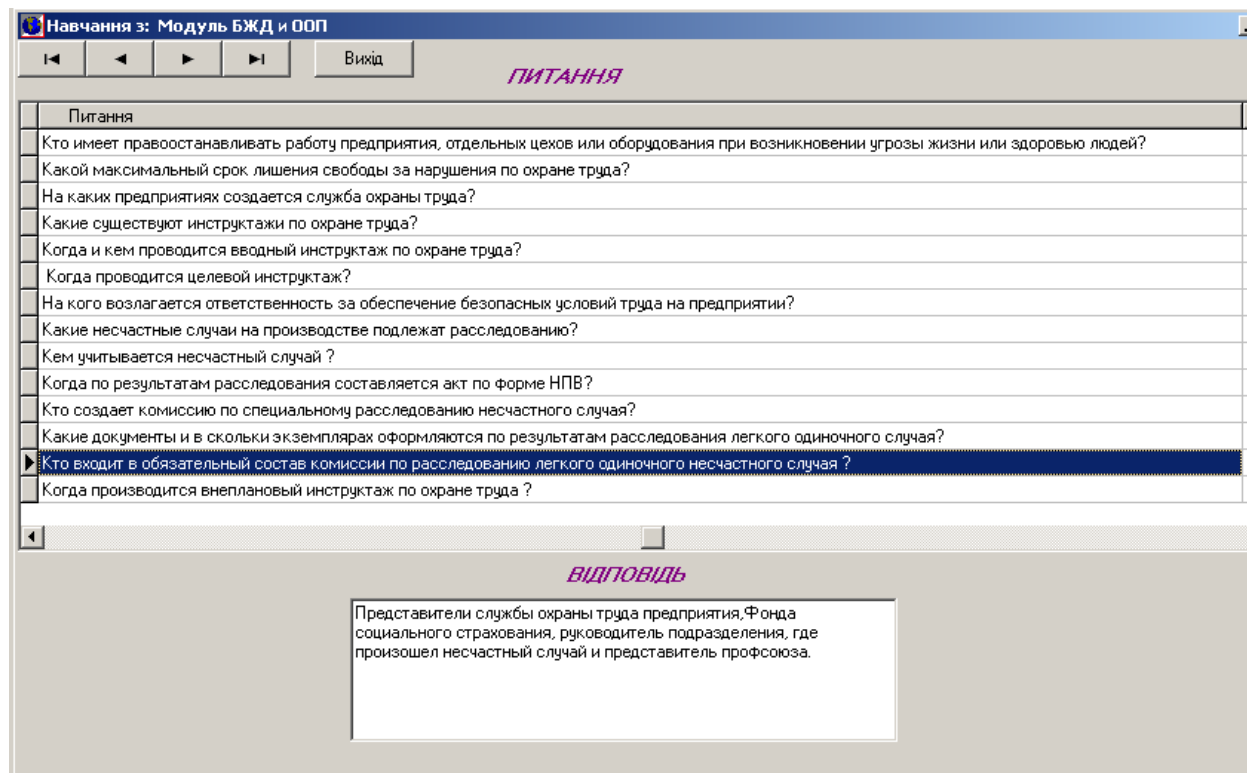 Навчання з: Модуль БЖД и ООП
Вихід
ПИТАННЯ
Питання
Кто имеет правоостанавливать работу предприятия, отдельных цехов или оборудования при возникновении угрозы жизни или здоровью людей?
Какой максимальный срок лишения свободы за нарушения по охране труда?
На каких предприятиях создается служба охраны труда?
Какие существуют инструктажи по охране труда?
Когда и кем проводится вводный инструктаж по охране труда?
Когда проводится целевой инструктаж?
На кого возлагается ответственность за обеспечение безопасных условий труда на предприятии?
Какие несчастные случаи на производстве подлежат расследованию?
Кем учитывается несчастный случай ?
Когда по результатам расследования составляется акт по форме НПВ?
Кто создает комиссию по специальному расследованию несчастного случая?
Какие документы и в скольки экземплярах оформляются по результатам расследования легкого одиночного случая?
Кто входит в обязательный состав комиссии по расследованию легкого одиночного несчастного случая ?
Когда производится внеплановый инструктаж по охране труда ?
ВІДПОВІДЬ
Представители службы охраны труда предприятия,Фонда
социального страхования, руководитель подразделения, где
произошел несчастный случай и представитель профсоюза.